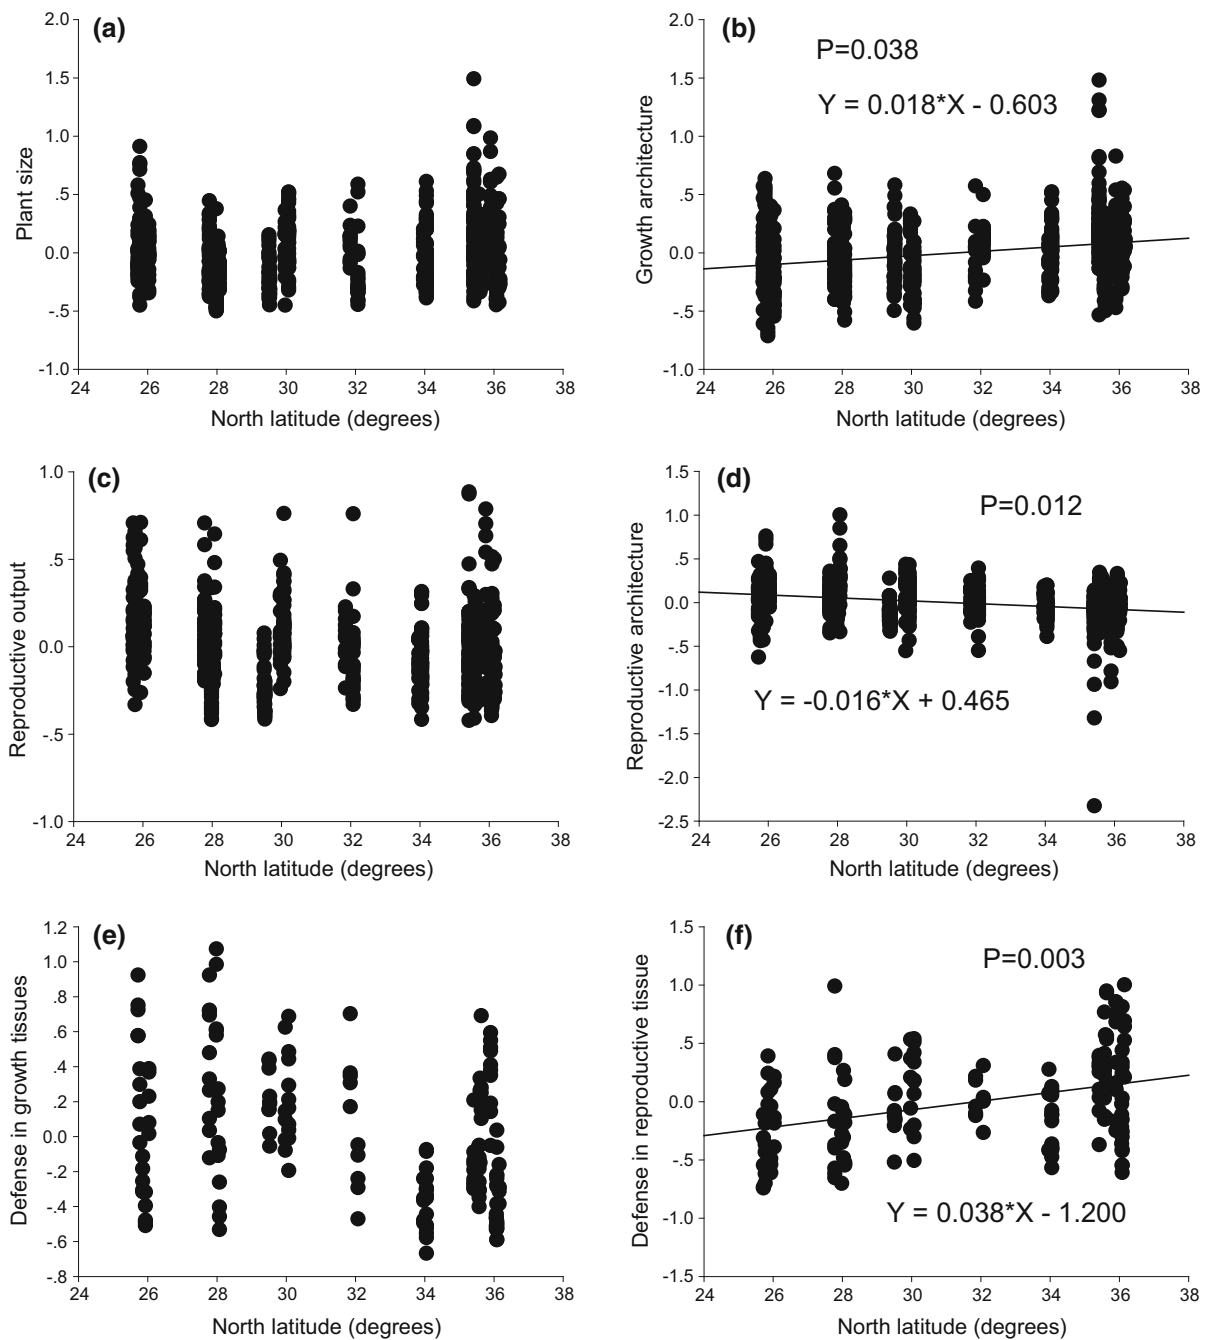 (a)
2.0
1.5
1.0
.5
0.0
-.5
-1.0
Plant size
24 26 28 30 32 34 36 38
North latitude (degrees)
(b)
P=0.038
Y = 0.018*X - 0.603
2.0
1.5
1.0
.5
0.0
-.5
-1.0
Growth architecture
24 26 28 30 32 34 36 38
North latitude (degrees)
(c)
1.0
.5
0.0
-.5
-1.0
Reproductive output
24 26 28 30 32 34 36 38
North latitude (degrees)
(d)
P=0.012
Y = -0.016*X + 0.465
1.5
1.0
.5
0.0
-.5
-1.0
-1.5
-2.0
-2.5
Reproductive architecture
24 26 28 30 32 34 36 38
North latitude (degrees)
(e)
1.2
1.0
.8
.6
.4
.2
0.0
-.2
-.4
-.6
-.8
Defense in growth tissues
24 26 28 30 32 34 36 38
North latitude (degrees)
(f)
P=0.003
Y = 0.038*X - 1.200
1.5
1.0
.5
0.0
-.5
-1.0
-1.5
Defense in reproductive tissue
24 26 28 30 32 34 36 38
North latitude (degrees)